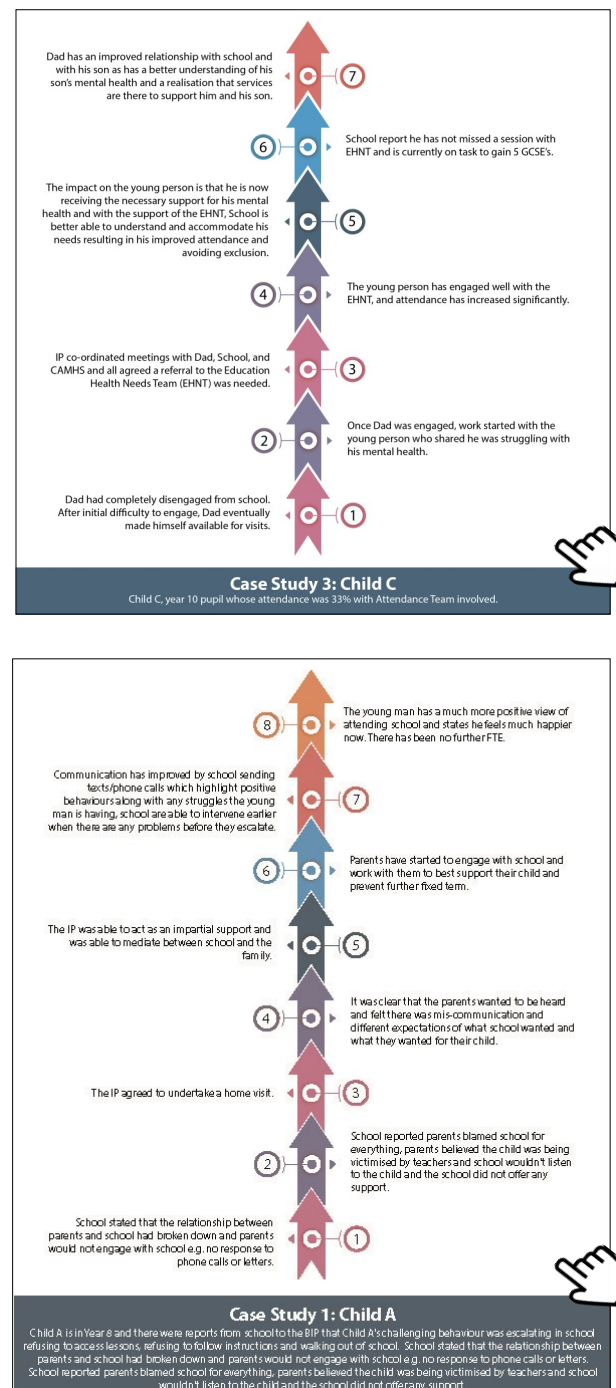 Dad has an improved relationship with school and
with his son as has a better understanding of his
son's mental health and a realisation that services
are there to support him and his son.
7
6
School report he has not missed a session with
EHNT and is currently on task to gain 5 GCSE's.
The impact on the young person is that he is now
receiving the necessary support for his mental
health and with the support of the EHNT, School is
better able to understand and accommodate his
needs resulting in his improved attendance and
avoiding exclusion.
5
4
The young person has engaged well with the
EHNT, and attendance has increased significantly.
IP co-ordinated meetings with Dad, School, and
CAMHS and all agreed a referral to the Education
Health Needs Team (EHNT) was needed.
3
2
Once Dad was engaged, work started with the
young person who shared he was struggling with
his mental health.
Dad had completely disengaged from school.
After initial difficulty to engage, Dad eventually
made himself available for visits.
1
Case Study 3: Child C
Child C, year 10 pupil whose attendance was 33% with Attendance Team involved.
8
The young man has a much more positive view of
attending school and states he feels much happier
now. There has been no further FTE.
Communication has improved by school sending
texts/phone calls which highlight positive
behaviours along with any struggles the young
man is having, school are able to intervene earlier
when there are any problems before they escalate.
7
6
Parents have started to engage with school and
work with them to best support their child and
prevent further fixed term.
The IP was able to act as an impartial support and
was able to mediate between school and the
family.
5
4
It was clear that the parents wanted to be heard
and felt there was mis-communication and
different expectations of what school wanted and
what they wanted for their child.
The IP agreed to undertake a home visit.
3
2
School reported parents blamed school for
everything, parents believed the child was being
victimised by teachers and school wouldn't listen
to the child and the school did not offer any
support.
School stated that the relationship between
parents and school had broken down and parents
would not engage with school e.g. no response to
phone calls or letters.
1
Case Study 1: Child A
Child A is in Year 8 and there were reports from school to the BIP that Child A's challenging behaviour was escalating in school
refusing to access lessons, refusing to follow instructions and walking out of school. School stated that the relationship between
parents and school had broken down and parents would not engage with school e.g. no response to phone calls or letters.
School reported parents blamed school for everything, parents believed the child was being victimised by teachers and school
wouldn't listen to the child and the school did not offer any support.